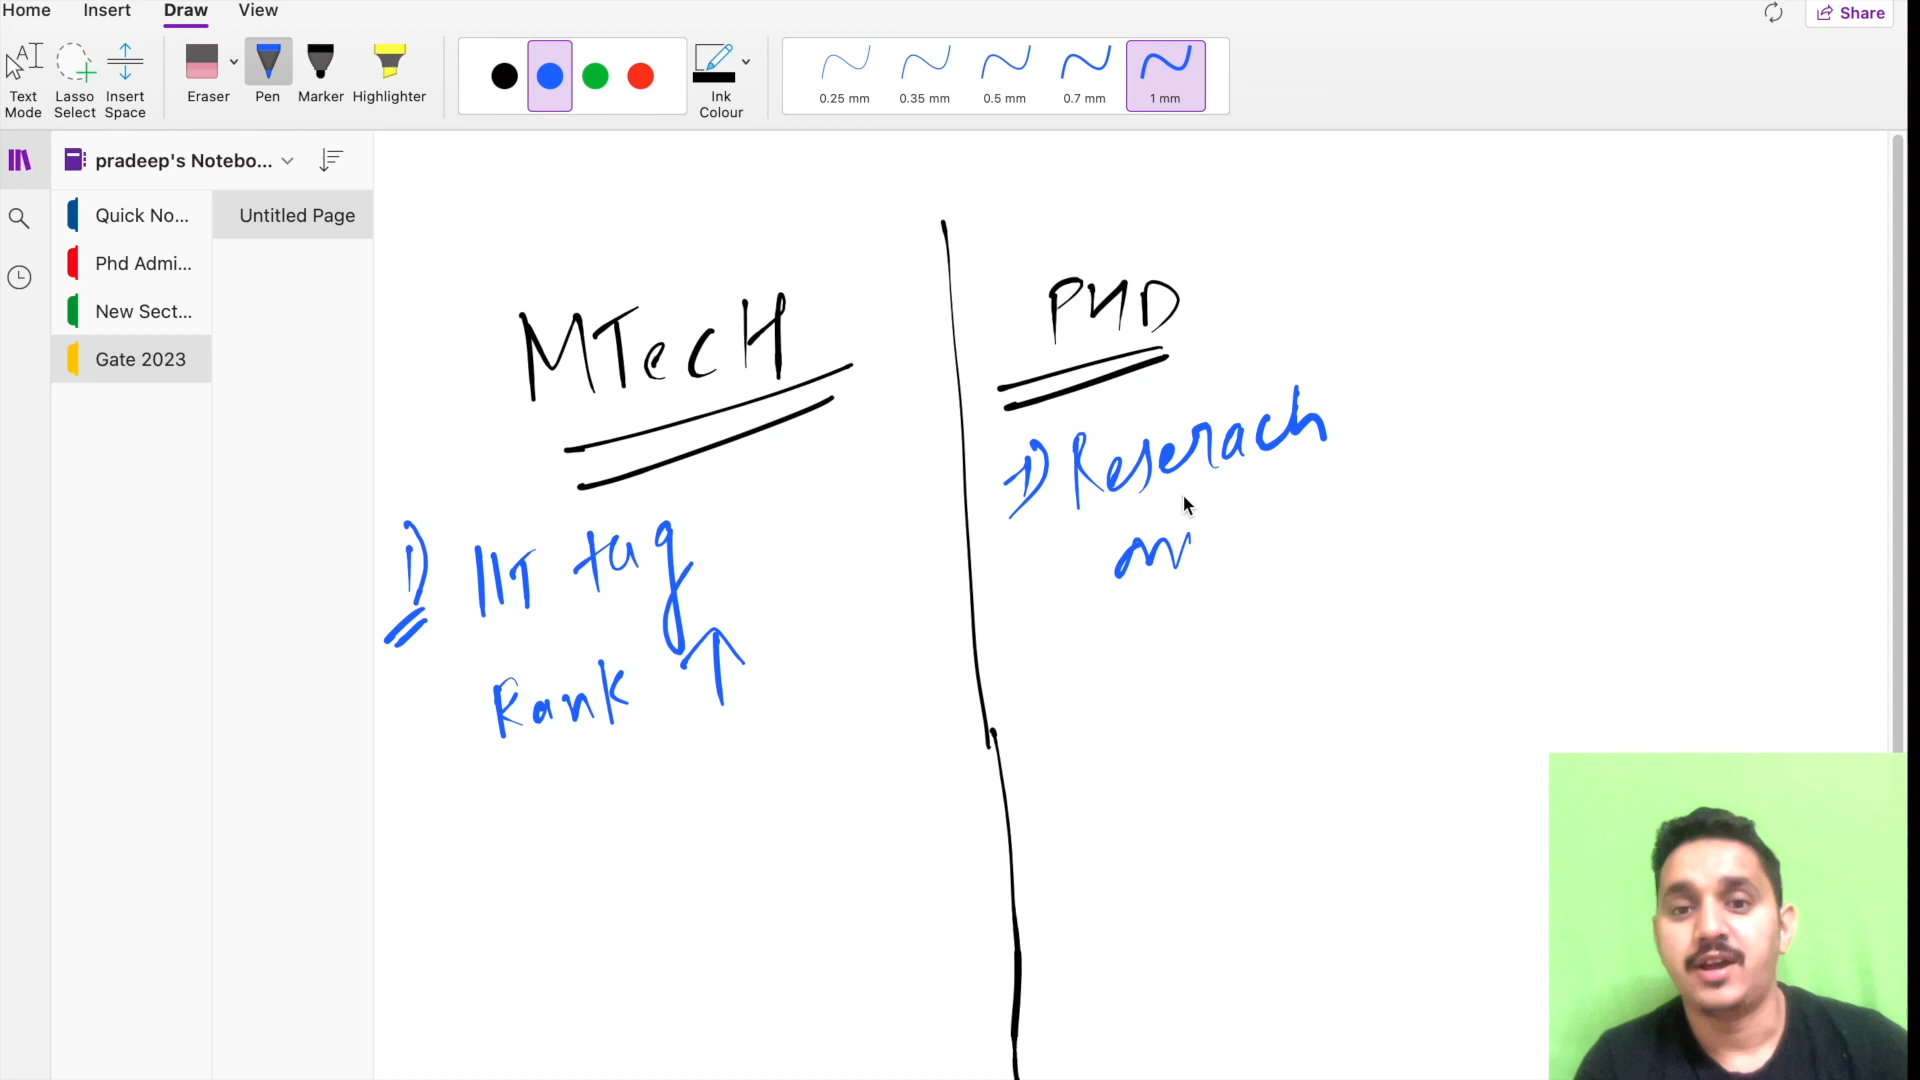 Home Insert Draw View
Share
Text Mode
Lasso Select
Insert Space
Eraser
Pen
Marker
Highlighter
Ink Colour
0.25 mm
0.35 mm
0.5 mm
0.7 mm
1 mm
pradeep's Notebo...
Quick No...
Phd Admi...
New Sect...
Gate 2023
Untitled Page
MTecH
1) IIT tag
Rank
PHD
1) Reserach